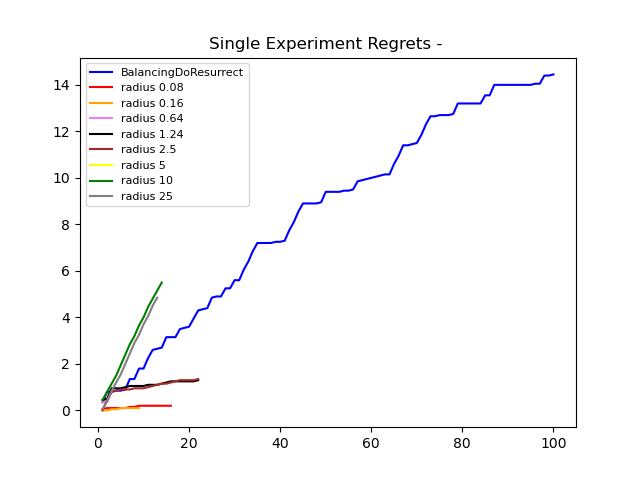 Single Experiment Regrets -
BalancingDoResurrect
radius 0.08
radius 0.16
radius 0.64
radius 1.24
radius 2.5
radius 5
radius 10
radius 25
14
12
10
8
6
4
2
0
0 20 40 60 80 100